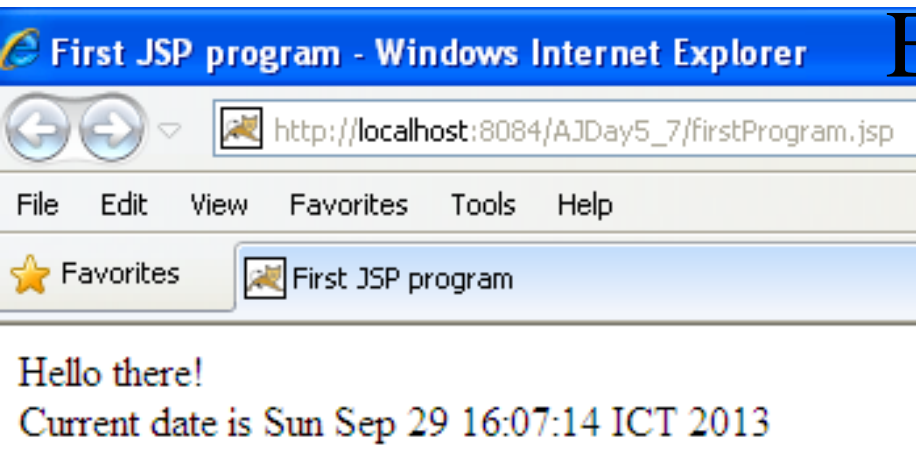 First JSP program - Windows Internet Explorer
http://localhost:8084/AJDay5_7/firstProgram.jsp
File Edit View Favorites Tools Help
Favorites First JSP program
Hello there!
Current date is Sun Sep 29 16:07:14 ICT 2013